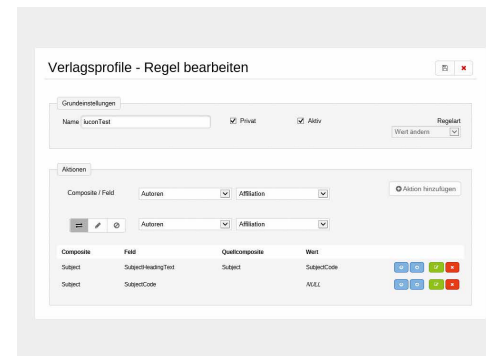 Verlagsprofile - Regel bearbeiten
Grundeinstellungen
Name iuconTest Privat Aktiv Regelart
Wert ändern
Aktionen
Composite / Feld Autoren Affiliation Aktion hinzufügen
Autoren Affiliation
Composite Feld Quellcomposite Wert
Subject SubjectHeadingText Subject SubjectCode
Subject SubjectCode NULL